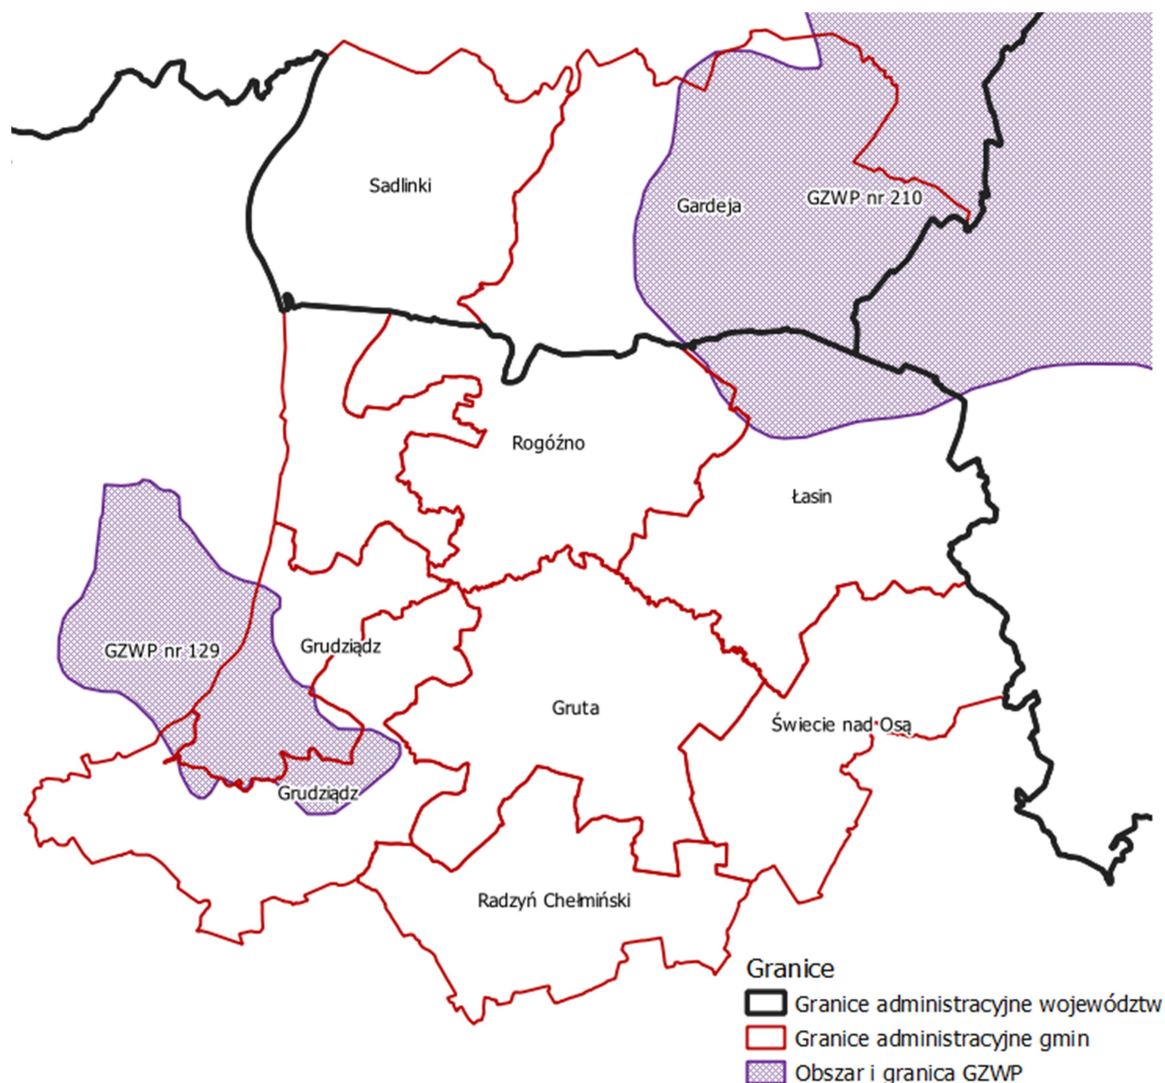 Sadlinki
Gardeja
GZWP nr 210
Rogóźno
Łasin
GZWP nr 129
Grudziądz
Gruta
Świecie nad Osą
Grudziądz
Radzyń Chełmiński
Granice
Granice administracyjne województw
Granice administracyjne gmin
Obszar i granica GZWP